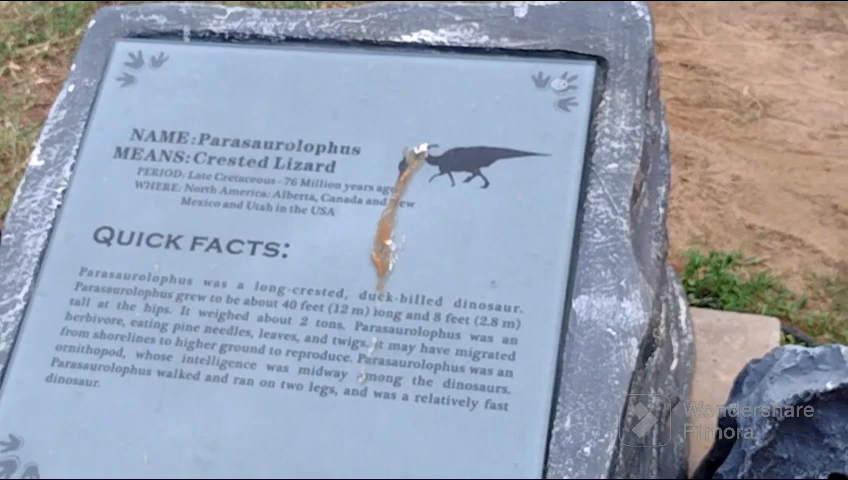 NAME:Parasaurolophus
MEANS:Crested Lizard
PERIOD: Late Cretaceous - 76 Million years ago
WHERE: North America: Alberta, Canada and New
Mexico and Utah in the USA
QUICK FACTS:
Parasaurolophus was a long-crested, duck-billed dinosaur.
Parasaurolophus grew to be about 40 feet (12 m) long and 8 feet (2.8 m)
tall at the hips. It weighed about 2 tons. Parasaurolophus was an
herbivore, eating pine needles, leaves, and twigs. it may have migrated
from shorelines to higher ground to reproduce. Parasaurolophus was an
ornithopod, whose intelligence was midway among the dinosaurs.
Parasaurolophus walked and ran on two legs, and was a relatively fast
dinosaur.
Wondershare
Filmora